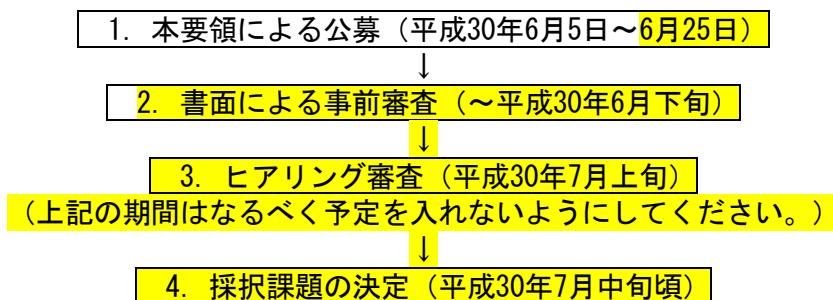 1. 本要領による公募（平成30年6月5日～6月25日）
↓
2. 書面による事前審査（～平成30年6月下旬）
↓
3. ヒアリング審査（平成30年7月上旬）
（上記の期間はなるべく予定を入れないようにしてください。）
↓
4. 採択課題の決定（平成30年7月中旬頃）